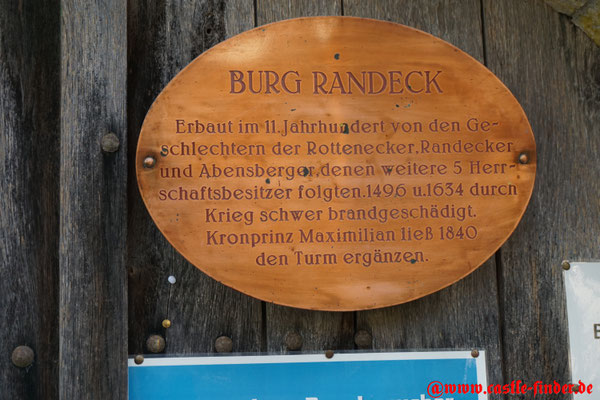 BURG RANDECK
Erbaut im 11. Jahrhundert von den Ge-
schlechtern der Rottenecker, Randecker
und Abensberger, denen weitere 5 Herr-
schaftsbesitzer folgten. 1496 u. 1634 durch
Krieg schwer brandgeschädigt.
Kronprinz Maximilian ließ 1840
den Turm ergänzen.
@www.castle-finder.de